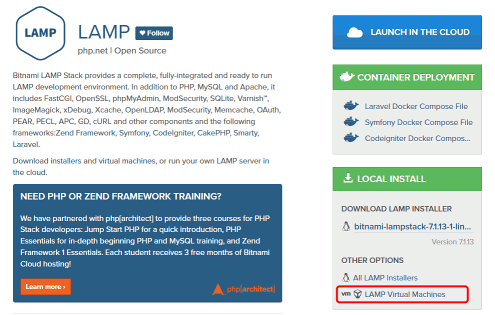 LAMP
LAMP
Follow
php.net | Open Source
Bitnami LAMP Stack provides a complete, fully-integrated and ready to run
LAMP development environment. In addition to PHP, MySQL and Apache, it
includes FastCGI, OpenSSL, phpMyAdmin, ModSecurity, SQLite, Varnish™,
ImageMagick, xDebug, Xcache, OpenLDAP, ModSecurity, Memcache, OAuth,
PEAR, PECL, APC, GD, cURL and other components and the following
frameworks:Zend Framework, Symfony, CodeIgniter, CakePHP, Smarty,
Laravel.
Download installers and virtual machines, or run your own LAMP server in
the cloud.
NEED PHP OR ZEND FRAMEWORK TRAINING?
We have partnered with php[architect] to provide three courses for PHP
Stack developers: Jump Start PHP for a quick introduction, PHP
Essentials for in-depth beginning PHP and MySQL training, and Zend
Framework 1 Essentials. Each student receives 3 free months of Bitnami
Cloud hosting!
Learn more ›
php[architect]
LAUNCH IN THE CLOUD
CONTAINER DEPLOYMENT
Laravel Docker Compose File
Symfony Docker Compose File
Codeigniter Docker Compos...
LOCAL INSTALL
DOWNLOAD LAMP INSTALLER
bitnami-lampstack-7.1.13-1-lin...
Version 7.1.13
OTHER OPTIONS
All LAMP Installers
vm LAMP Virtual Machines